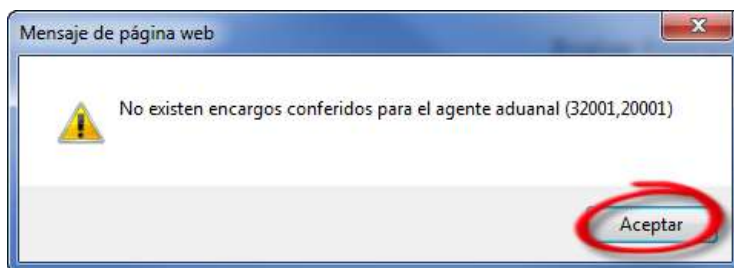 Mensaje de página web
No existen encargos conferidos para el agente aduanal (32001,20001)
Aceptar